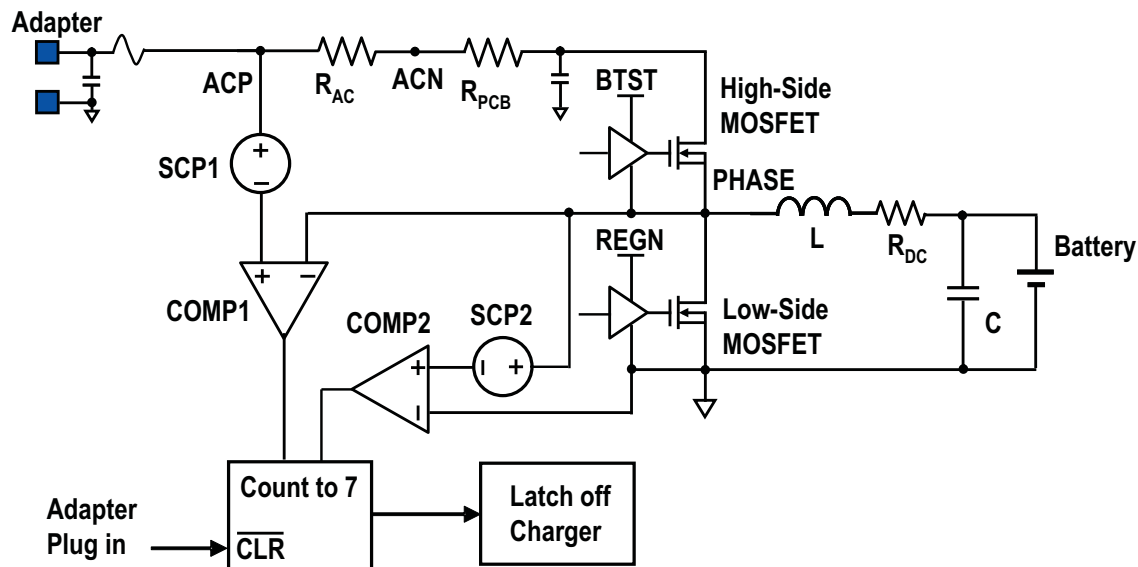 Adapter
ACP
R_AC
ACN
R_PCB
BTST
High-Side
MOSFET
+
−
SCP1
PHASE
L
R_DC
Battery
C
REGN
Low-Side
MOSFET
+ −
COMP1
COMP2
SCP2
− +
+
−
Count to 7
CLR
Adapter
Plug in
Latch off
Charger